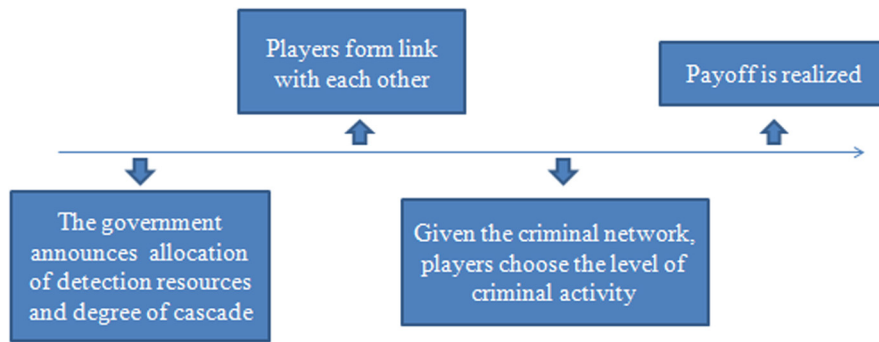 Players form link
with each other
Payoff is realized
The government
announces allocation
of detection resources
and degree of cascade
Given the criminal network,
players choose the level of
criminal activity